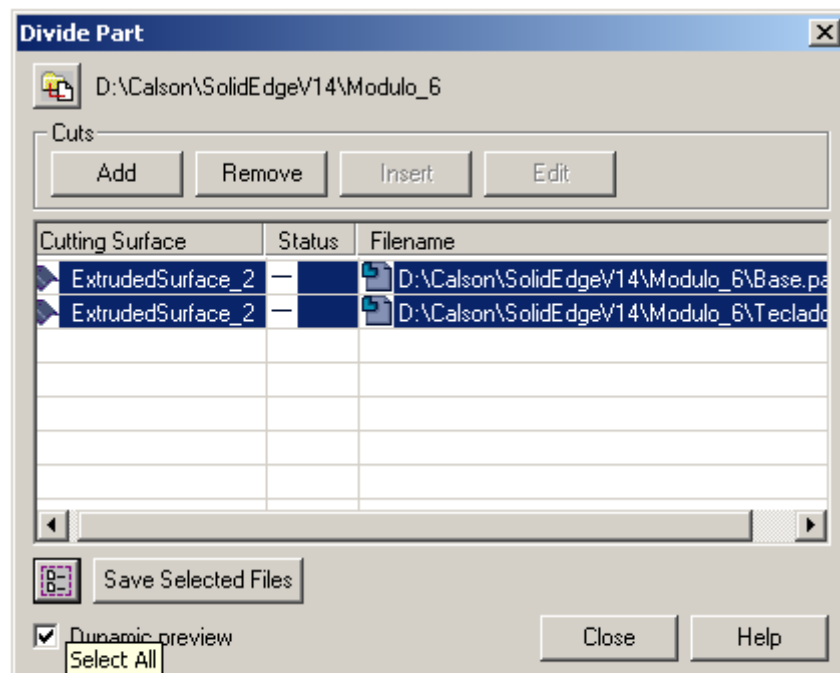 Divide Part
D:\Calson\SolidEdgeV14\Modulo_6
Cuts
Add Remove Insert Edit
Cutting Surface Status Filename
ExtrudedSurface_2 — D:\Calson\SolidEdgeV14\Modulo_6\Base.pa
ExtrudedSurface_2 — D:\Calson\SolidEdgeV14\Modulo_6\Teclado
Save Selected Files
Dynamic preview Close Help
Select All